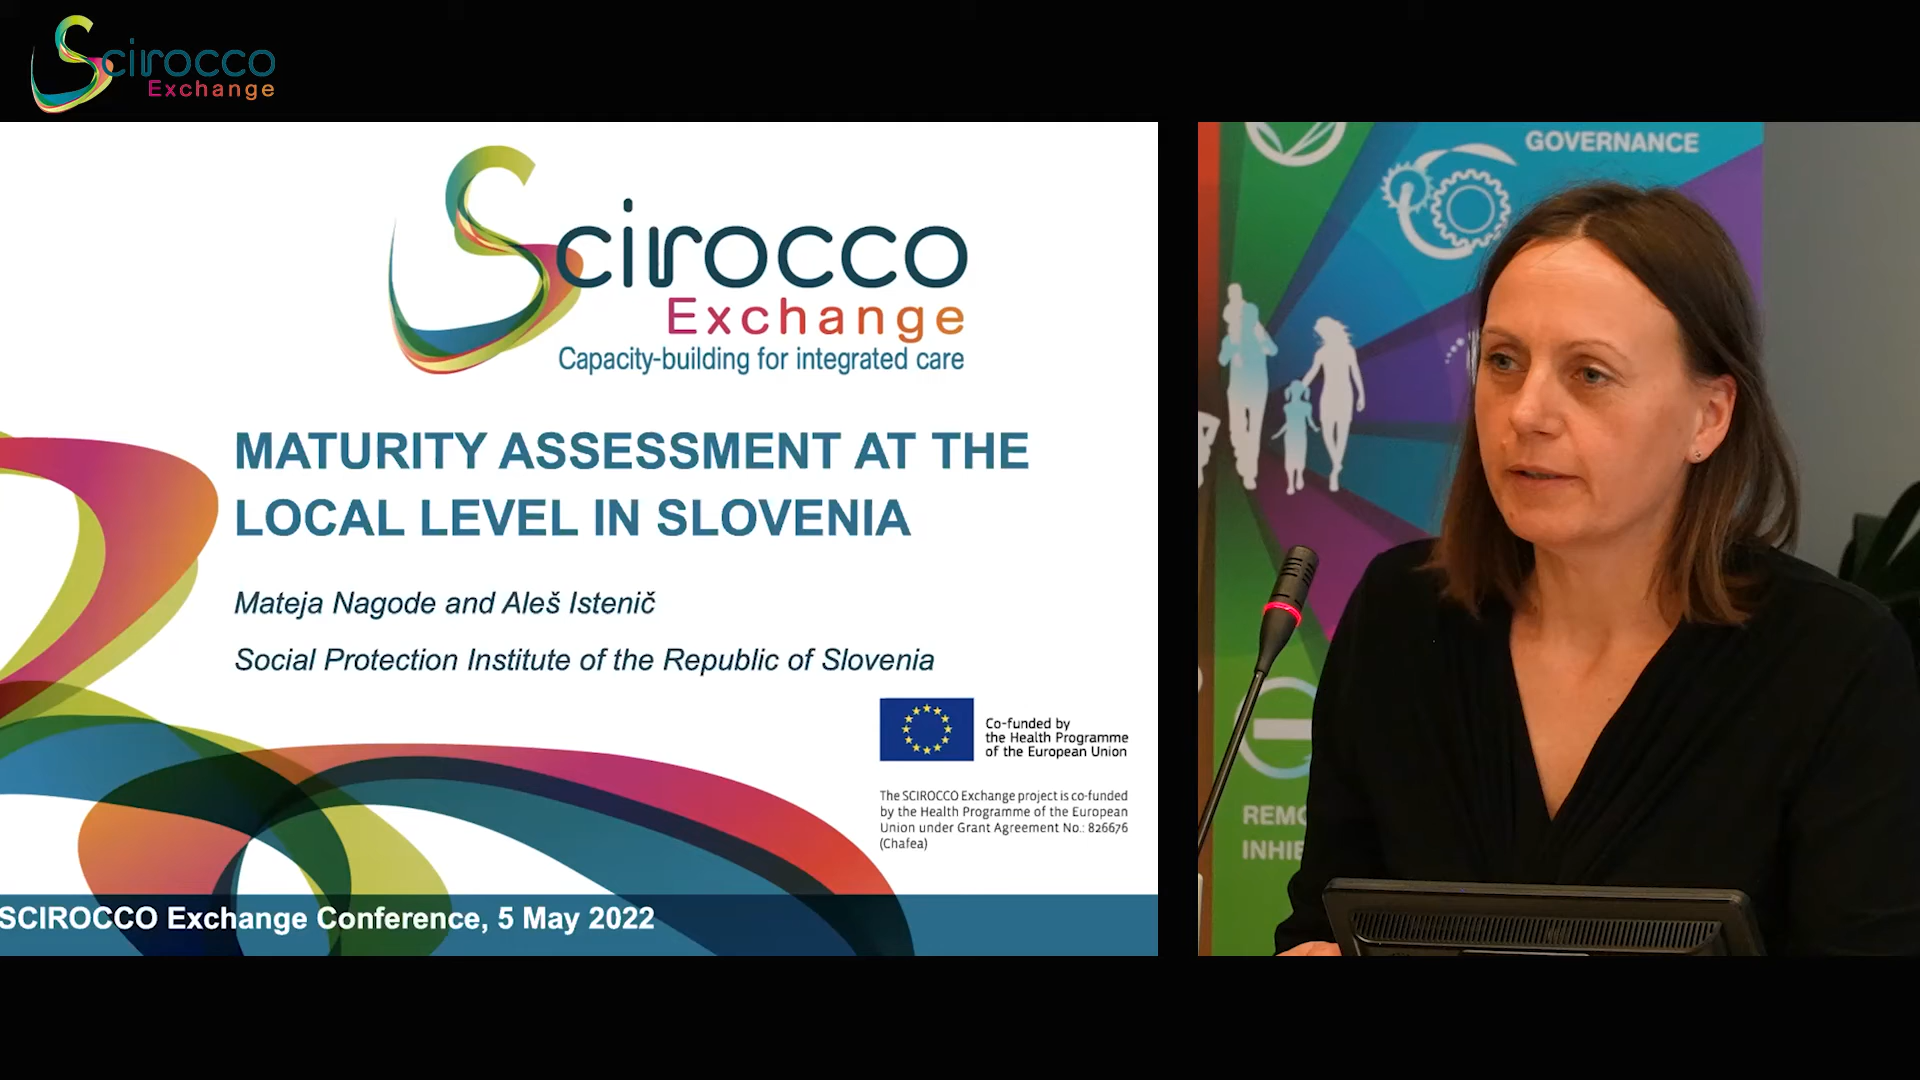 Scirocco
Exchange
Scirocco
Exchange
Capacity-building for integrated care
MATURITY ASSESSMENT AT THE
LOCAL LEVEL IN SLOVENIA
Mateja Nagode and Aleš Istenič
Social Protection Institute of the Republic of Slovenia
Co-funded by
the Health Programme
of the European Union
The SCIROCCO Exchange project is co-funded
by the Health Programme of the European
Union under Grant Agreement No.: 826676
(Chafea)
SCIROCCO Exchange Conference, 5 May 2022
GOVERNANCE
REMO
INHIB